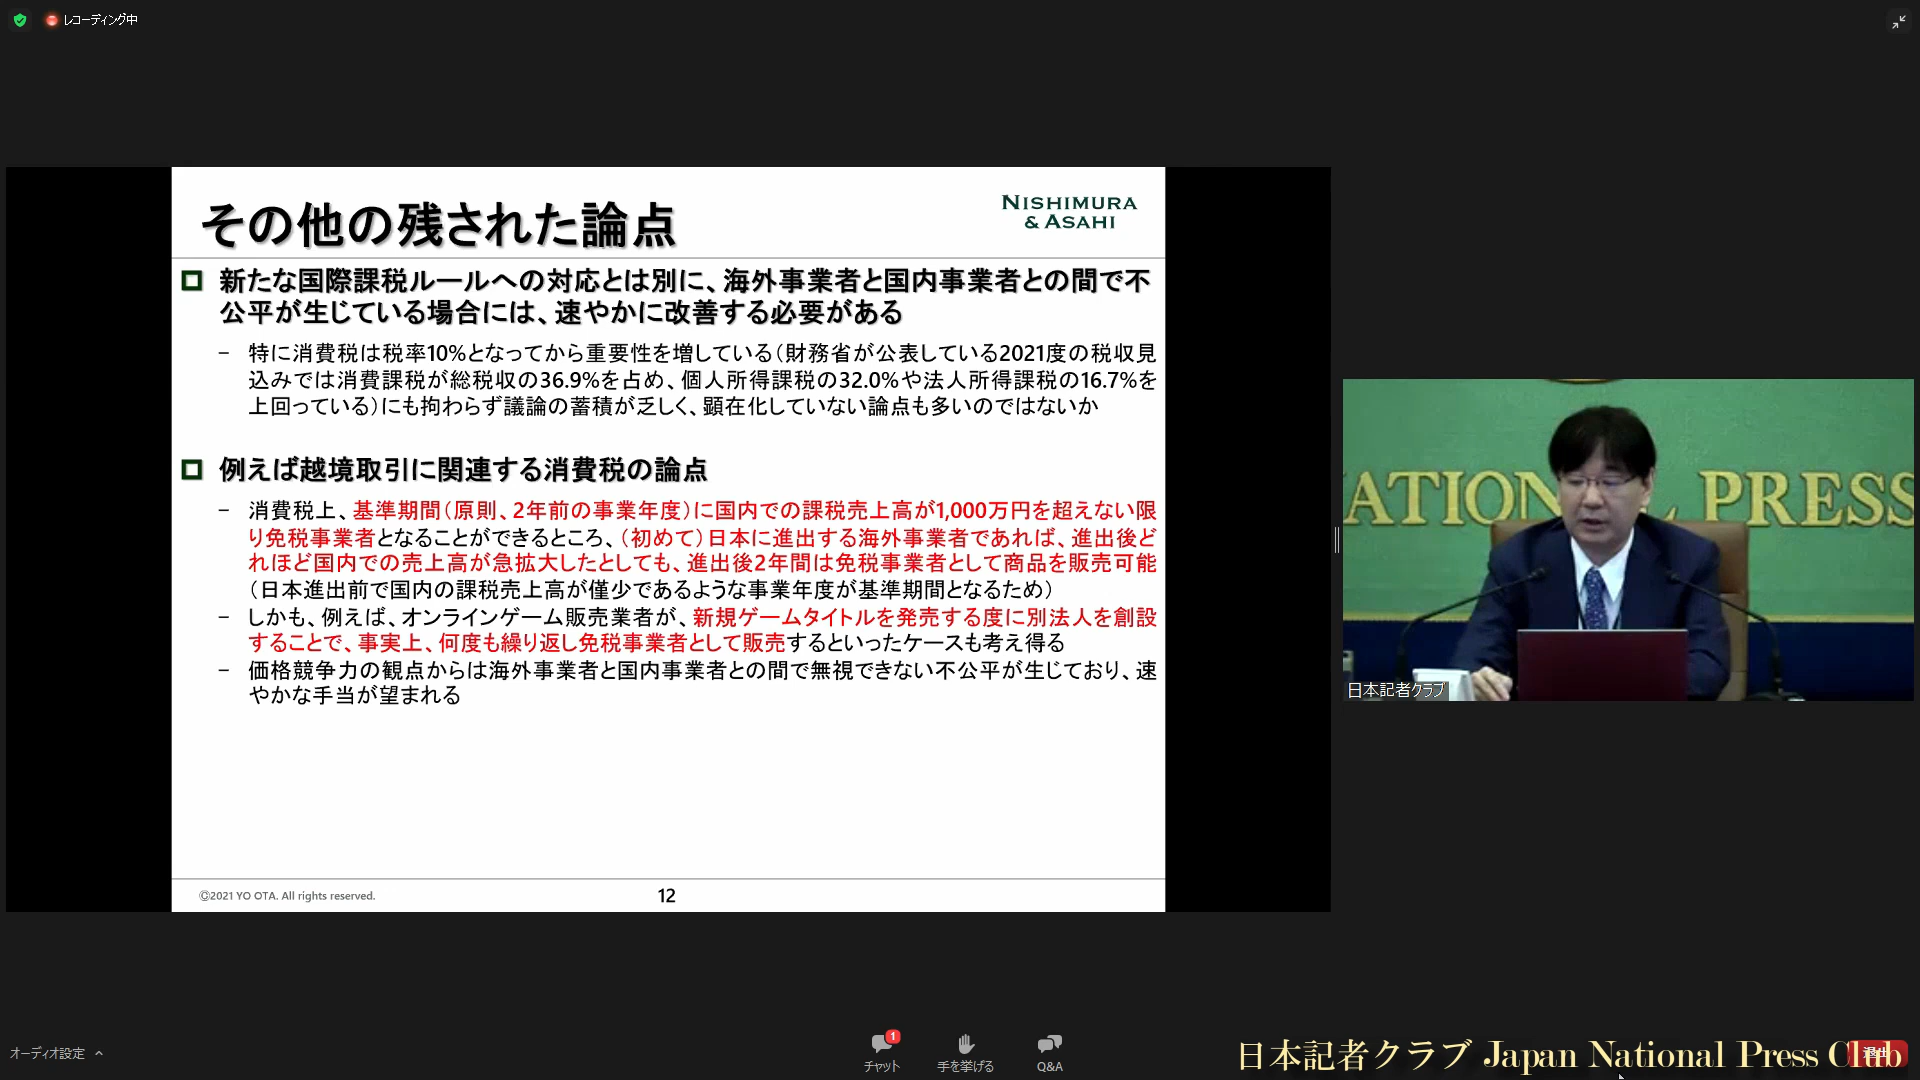 レコーディング中
その他の残された論点
NISHIMURA
& ASAHI
新たな国際課税ルールへの対応とは別に、海外事業者と国内事業者との間で不
公平が生じている場合には、速やかに改善する必要がある
– 特に消費税は税率10%となってから重要性を増している（財務省が公表している2021度の税収見
込みでは消費課税が総税収の36.9%を占め、個人所得課税の32.0%や法人所得課税の16.7%を
上回っている）にも拘わらず議論の蓄積が乏しく、顕在化していない論点も多いのではないか
例えば越境取引に関連する消費税の論点
– 消費税上、基準期間（原則、2年前の事業年度）に国内での課税売上高が1,000万円を超えない限
り免税事業者となることができるところ、（初めて）日本に進出する海外事業者であれば、進出後ど
れほど国内での売上高が急拡大したとしても、進出後2年間は免税事業者として商品を販売可能
（日本進出前で国内の課税売上高が僅少であるような事業年度が基準期間となるため）
– しかも、例えば、オンラインゲーム販売業者が、新規ゲームタイトルを発売する度に別法人を創設
することで、事実上、何度も繰り返し免税事業者として販売するといったケースも考え得る
– 価格競争力の観点からは海外事業者と国内事業者との間で無視できない不公平が生じており、速
やかな手当が望まれる
©2021 YO OTA. All rights reserved.
12
NATIONAL PRESS
日本記者クラブ
オーディオ設定
1
チャット
手を挙げる
Q&A
日本記者クラブ Japan National Press Club
退出